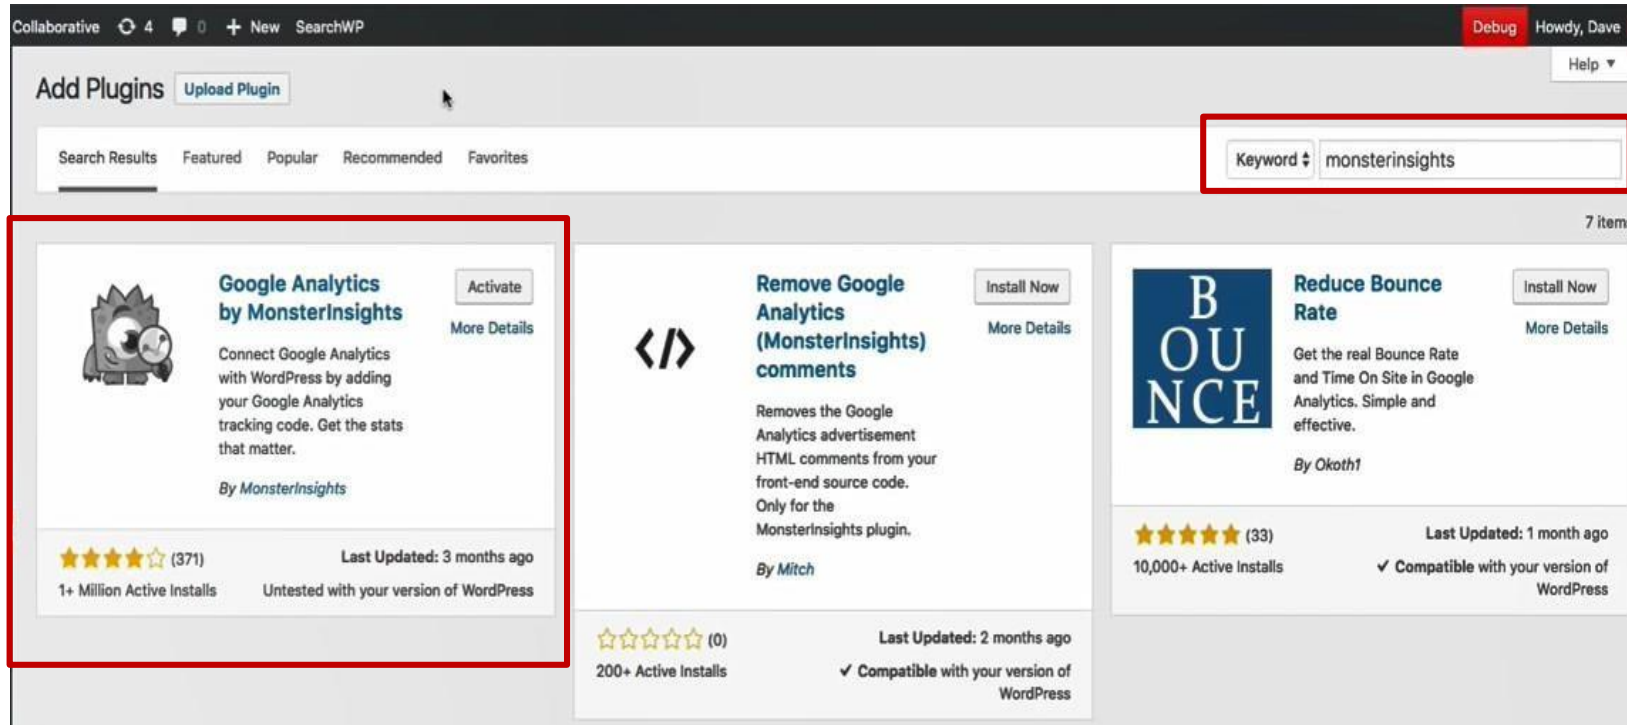 Collaborative 4 0 + New SearchWP Debug Howdy, Dave
Help
Add Plugins Upload Plugin
Search Results Featured Popular Recommended Favorites Keyword monsterinsights
7 item
Google Analytics
by MonsterInsights
Activate
More Details
Connect Google Analytics
with WordPress by adding
your Google Analytics
tracking code. Get the stats
that matter.
By MonsterInsights
(371)
Last Updated: 3 months ago
1+ Million Active Installs
Untested with your version of WordPress
Remove Google
Analytics
(MonsterInsights)
comments
Install Now
More Details
</>
Removes the Google
Analytics advertisement
HTML comments from your
front-end source code.
Only for the
MonsterInsights plugin.
By Mitch
(0)
Last Updated: 2 months ago
200+ Active Installs
✓ Compatible with your version of
WordPress
B
OU
NCE
Reduce Bounce
Rate
Install Now
More Details
Get the real Bounce Rate
and Time On Site in Google
Analytics. Simple and
effective.
By Okoth1
(33)
Last Updated: 1 month ago
10,000+ Active Installs
✓ Compatible with your version of
WordPress